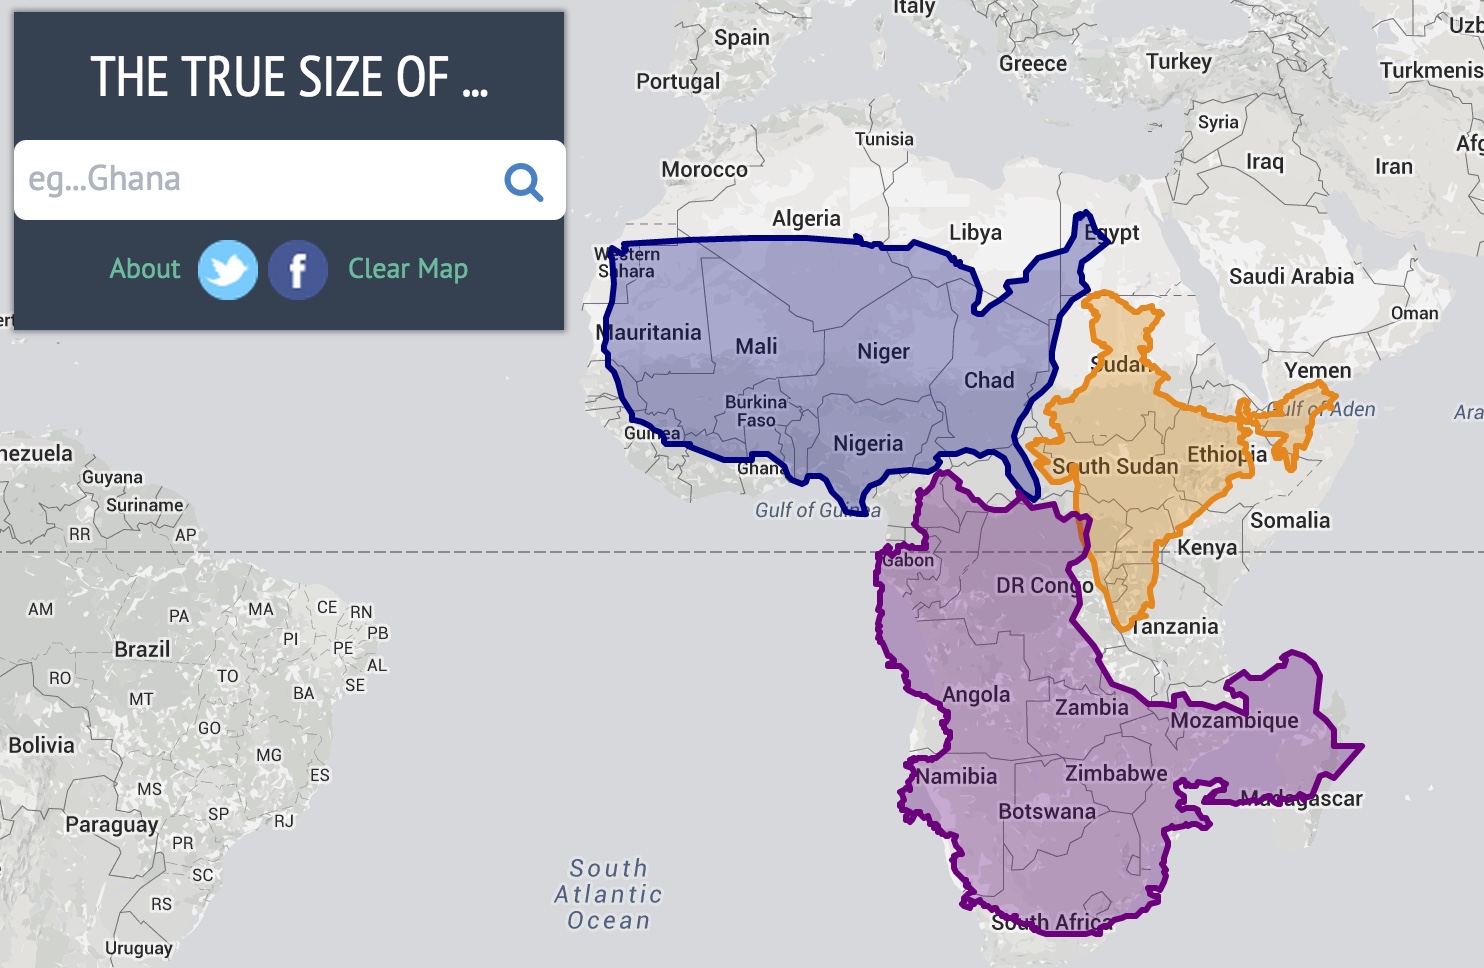 THE TRUE SIZE OF ...
eg...Ghana
About
Clear Map
Italy
Spain
Portugal
Greece
Turkey
Syria
Iraq
Iran
Tunisia
Morocco
Algeria
Libya
Egypt
Saudi Arabia
Oman
Western
Sahara
Mauritania
Mali
Niger
Chad
Sudan
Yemen
Gulf of Aden
Burkina
Faso
Guinea
Ghana
Nigeria
South Sudan
Ethiopia
Gulf of Guinea
Somalia
Kenya
Gabon
DR Congo
Tanzania
Angola
Zambia
Mozambique
Namibia
Zimbabwe
Botswana
Madagascar
South Africa
South
Atlantic
Ocean
nezuela
Guyana
Suriname
RR
AP
AM
PA
MA
CE
RN
PB
PI
PE
AL
Brazil
RO
TO
SE
MT
BA
GO
Bolivia
MG
ES
MS
SP
RJ
Paraguay
PR
SC
RS
Uruguay
Uzb
Turkmenis
Afg
Ara
ert